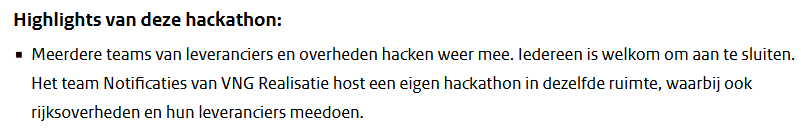 Highlights van deze hackathon:
▪ Meerdere teams van leveranciers en overheden hacken weer mee. Iedereen is welkom om aan te sluiten.
Het team Notificaties van VNG Realisatie host een eigen hackathon in dezelfde ruimte, waarbij ook
rijksoverheden en hun leveranciers meedoen.